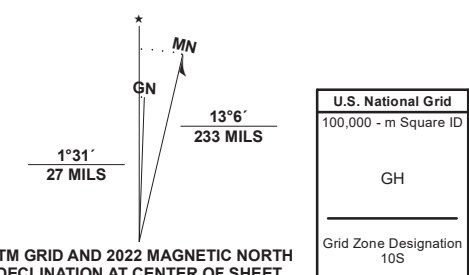 MN
GN
13°6´
233 MILS
1°31´
27 MILS
TM GRID AND 2022 MAGNETIC NORTH
DECLINATION AT CENTER OF SHEET
U.S. National Grid
100,000 - m Square ID
GH
Grid Zone Designation
10S